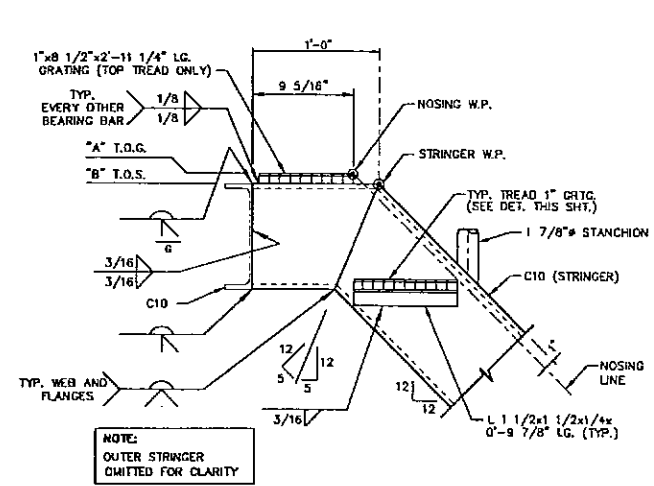 1'-0"
1"x8 1/2"x2'-11 1/4" LG.
GRATING (TOP TREAD ONLY)
9 5/16"
TYP.
EVERY OTHER
BEARING BAR
1/8
1/8
NOSING W.P.
"A" T.O.G.
STRINGER W.P.
"B" T.O.S.
TYP. TREAD 1" GRTG.
(SEE DET. THIS SHT.)
1 7/8"ø STANCHION
G
3/16
3/16
C10 (STRINGER)
C10
1"
12
5
12
5
NOSING
LINE
TYP. WEB AND
FLANGES
12
12
3/16
L 1 1/2x1 1/2x1/4x
0'-9 7/8" LG. (TYP.)
NOTE:
OUTER STRINGER
OMITTED FOR CLARITY